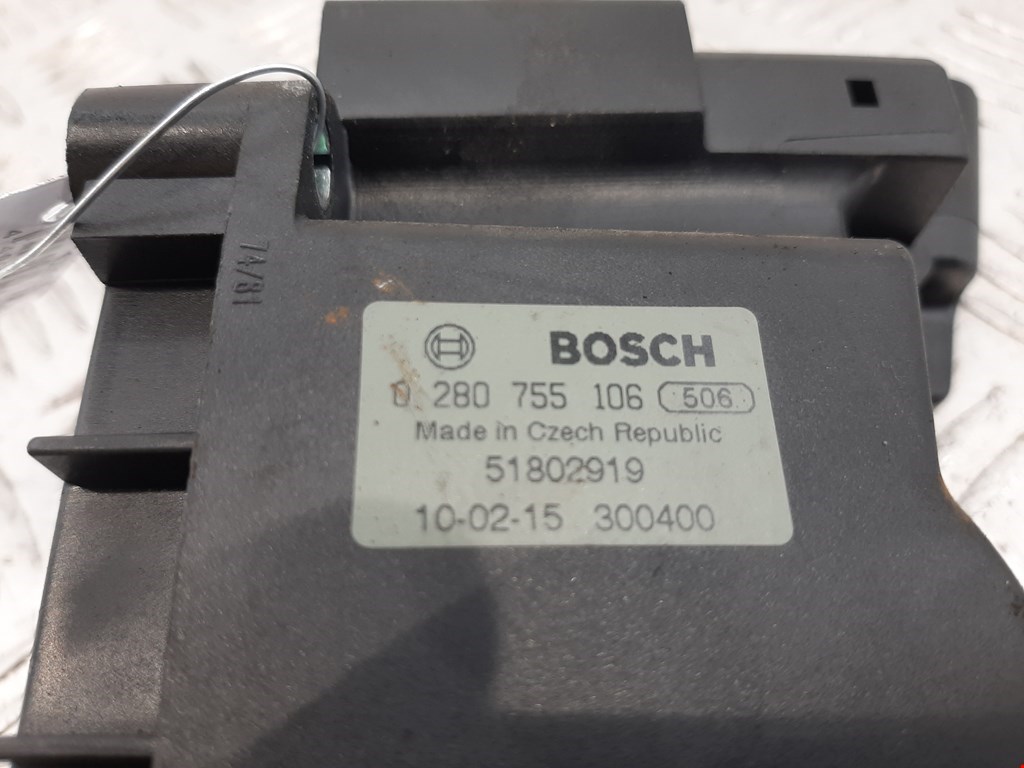 74/81
BOSCH
0 280 755 106 506
Made in Czech Republic
51802919
10-02-15 300400